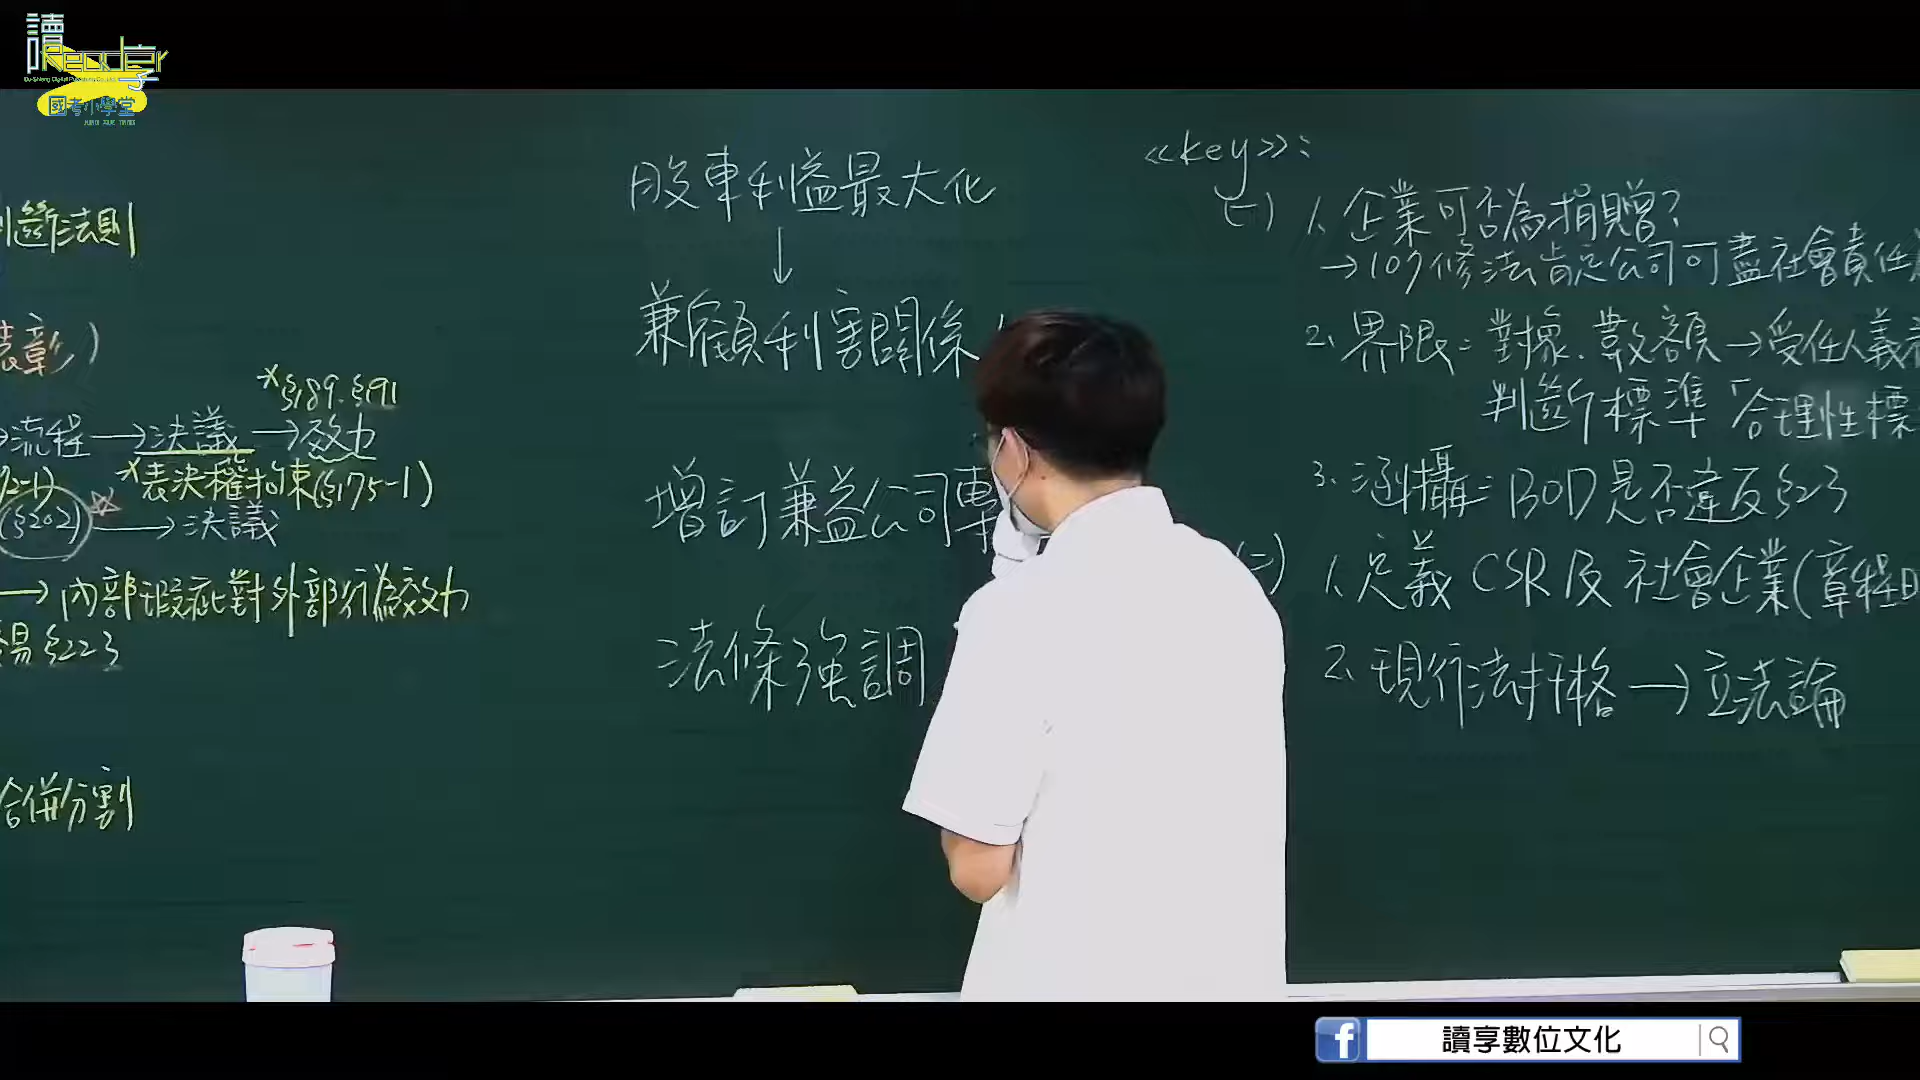 讀
Reader
國考小學堂
判斷法則
表彰)
→流程→決議→效力
*§189.§191
*表決權拘束(§175-1)
(§202)→決議
→內部瑕疵對外部行為效力
易§223
合併分割
股東利益最大化
↓
兼顧利害關係
增訂兼益公司專
法條強調
≪key≫:
(一) 1. 企業可否為捐贈?
→107修法肯定公司可盡社會責任
2. 界限=對象.數額→受任人義務
判斷標準「合理性標
3. 涵攝=BOD是否違反§23
(二) 1. 定義 CSR及 社會企業(章程
2. 現行法扞格→立法論
讀享數位文化